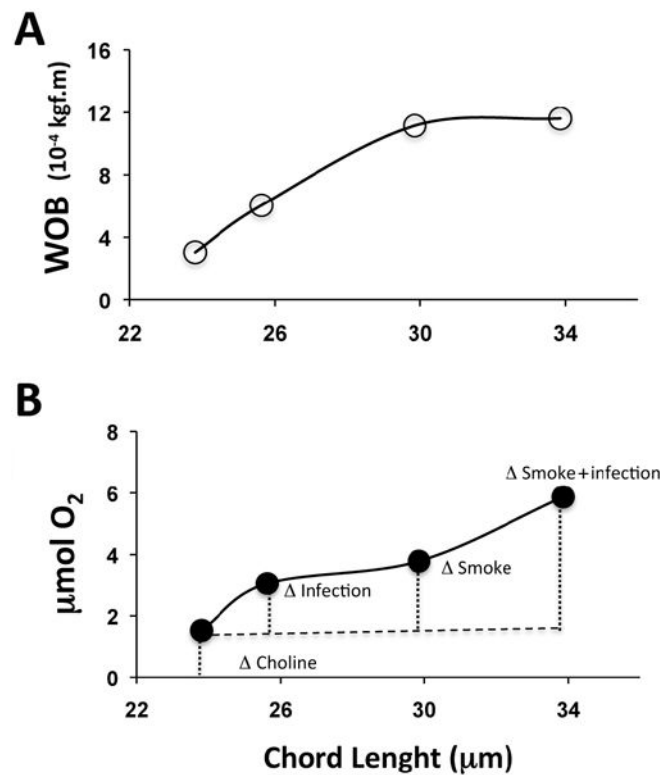 A
WOB (10⁻⁴ kgf.m)
16
12
8
4
0
22 26 30 34
B
μmol O₂
8
6
4
2
0
Δ Smoke+infection
Δ Smoke
Δ Infection
Δ Choline
22 26 30 34
Chord Lenght (μm)